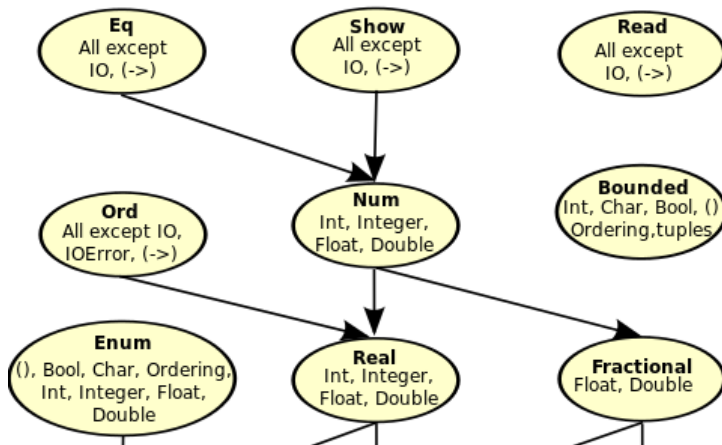 Eq
All except
IO, (->)
Show
All except
IO, (->)
Read
All except
IO, (->)
Ord
All except IO,
IOError, (->)
Num
Int, Integer,
Float, Double
Bounded
Int, Char, Bool, ()
Ordering,tuples
Enum
(), Bool, Char, Ordering,
Int, Integer, Float,
Double
Real
Int, Integer,
Float, Double
Fractional
Float, Double